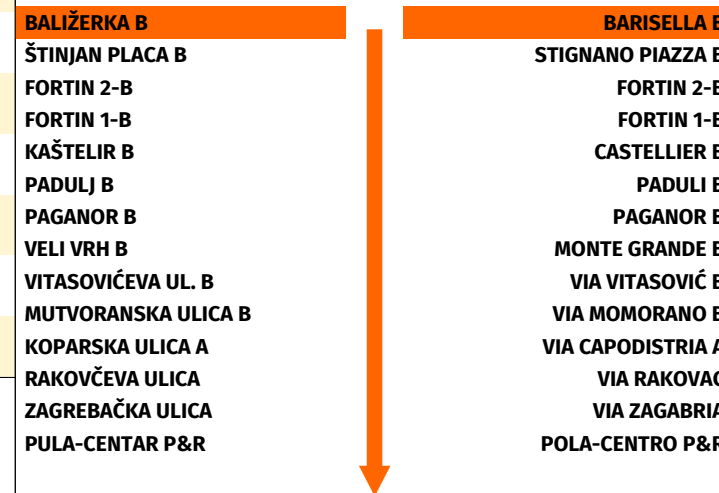 BALIŽERKA B BARISELLA B
ŠTINJAN PLACA B STIGNANO PIAZZA B
FORTIN 2-B FORTIN 2-B
FORTIN 1-B FORTIN 1-B
KAŠTELIR B CASTELLIER B
PADULJ B PADULI B
PAGANOR B PAGANOR B
VELI VRH B MONTE GRANDE B
VITASOVIĆEVA UL. B VIA VITASOVIĆ B
MUTVORANSKA ULICA B VIA MOMORANO B
KOPARSKA ULICA A VIA CAPODISTRIA A
RAKOVČEVA ULICA VIA RAKOVAC
ZAGREBAČKA ULICA VIA ZAGABRIA
PULA-CENTAR P&R POLA-CENTRO P&R